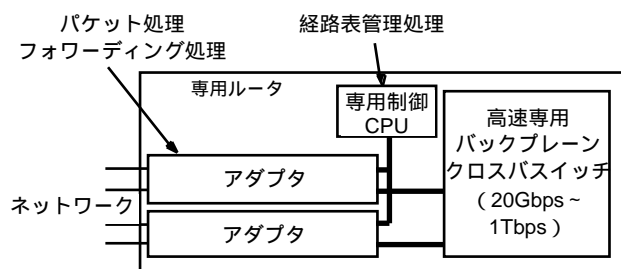 パケット処理
フォワーディング処理
経路表管理処理
専用ルータ
専用制御
CPU
高速専用
バックプレーン
クロスバスイッチ
（20Gbps～
1Tbps）
アダプタ
ネットワーク
アダプタ